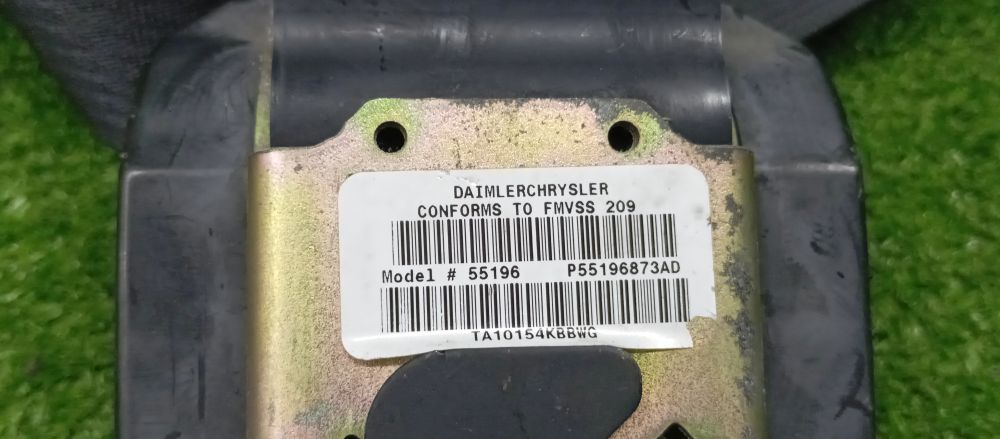 DAIMLERCHRYSLER
CONFORMS TO FMVSS 209
Model # 55196 P55196873AD
TA10154KBBWG